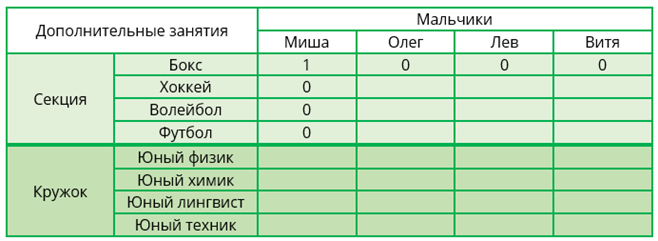 Дополнительные занятия Мальчики
Миша Олег Лев Витя
Секция Бокс 1 0 0 0
Хоккей 0
Волейбол 0
Футбол 0
Кружок Юный физик
Юный химик
Юный лингвист
Юный техник